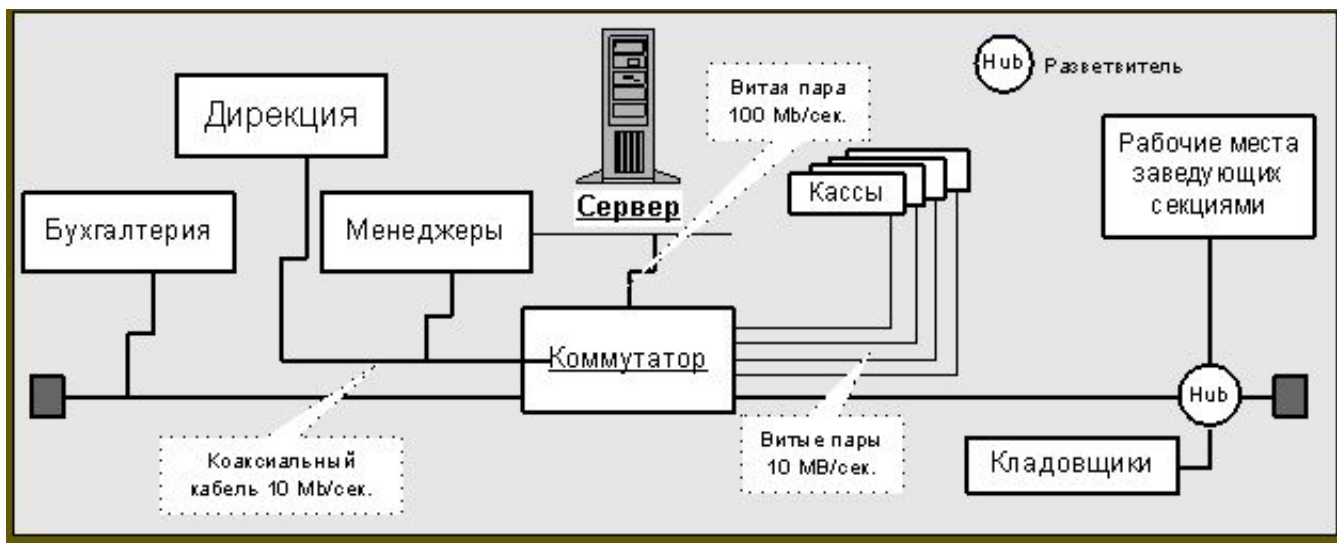 Hub
Разветвитель
Витая пара
100 Mb/сек.
Дирекция
Рабочие места
заведующих
секциями
Кассы
Сервер
Бухгалтерия
Менеджеры
Коммутатор
Hub
Коаксиальный
кабель 10 Mb/сек.
Витые пары
10 MB/сек.
Кладовщики